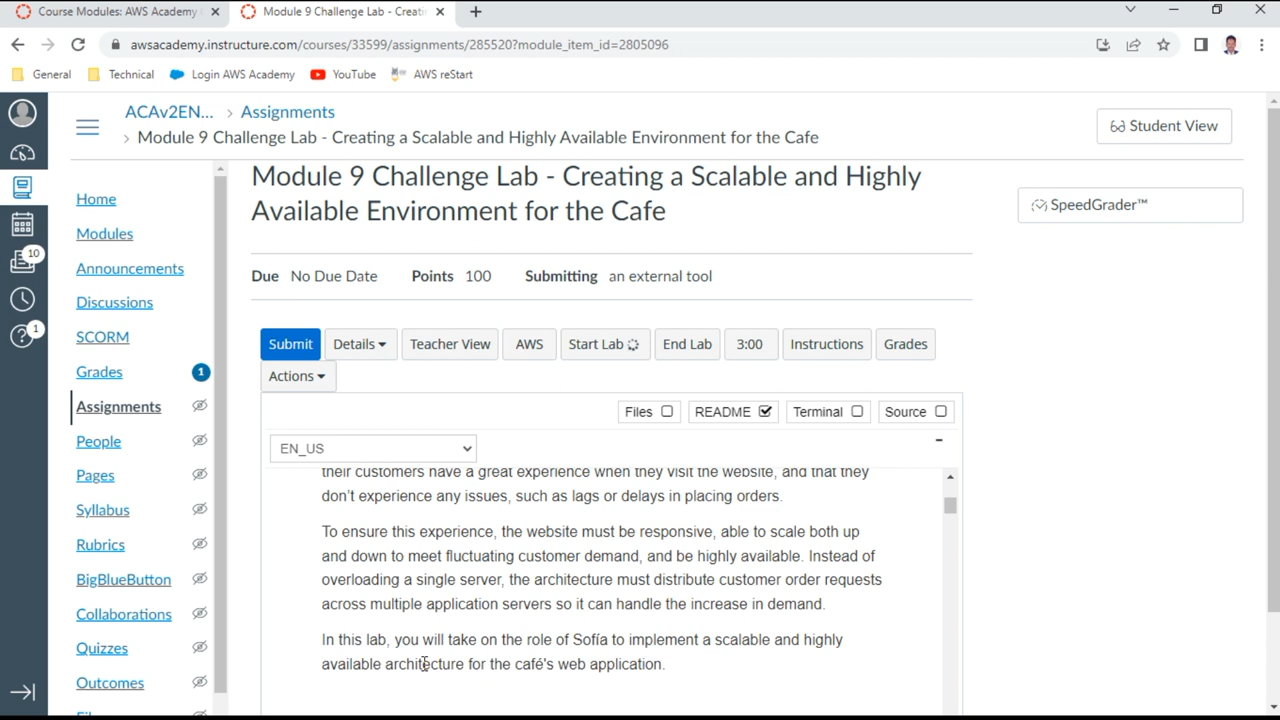 Course Modules: AWS Academy
Module 9 Challenge Lab - Creati
awsacademy.instructure.com/courses/33599/assignments/285520?module_item_id=2805096
General
Technical
Login AWS Academy
YouTube
AWS reStart
ACAv2EN... > Assignments
> Module 9 Challenge Lab - Creating a Scalable and Highly Available Environment for the Cafe
Student View
Home
Modules
Announcements
Discussions
SCORM
Grades 1
Assignments
People
Pages
Syllabus
Rubrics
BigBlueButton
Collaborations
Quizzes
Outcomes
10
1
Module 9 Challenge Lab - Creating a Scalable and Highly
Available Environment for the Cafe
SpeedGrader™
Due No Due Date Points 100 Submitting an external tool
Submit Details Teacher View AWS Start Lab End Lab 3:00 Instructions Grades
Actions
Files README Terminal Source
EN_US
their customers have a great experience when they visit the website, and that they
don't experience any issues, such as lags or delays in placing orders.
To ensure this experience, the website must be responsive, able to scale both up
and down to meet fluctuating customer demand, and be highly available. Instead of
overloading a single server, the architecture must distribute customer order requests
across multiple application servers so it can handle the increase in demand.
In this lab, you will take on the role of Sofía to implement a scalable and highly
available architecture for the café's web application.